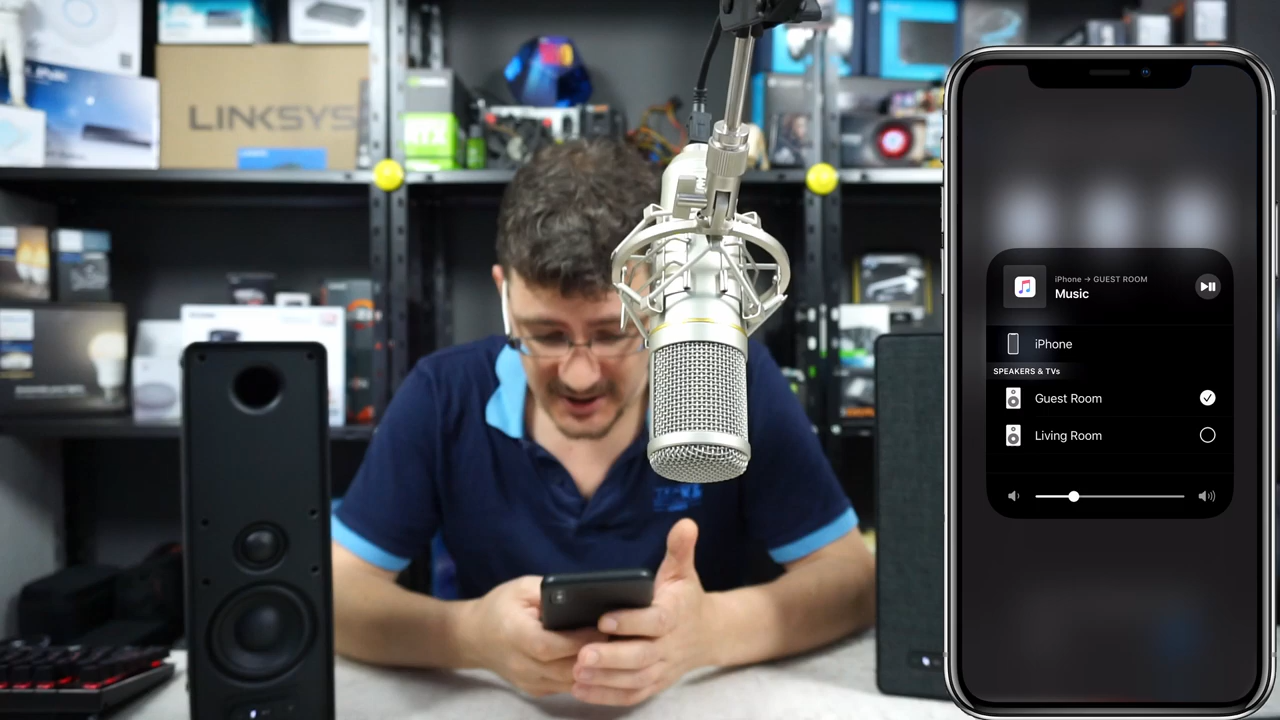 LINKSYS
iPhone → GUEST ROOM
Music
iPhone
SPEAKERS & TVs
Guest Room
Living Room